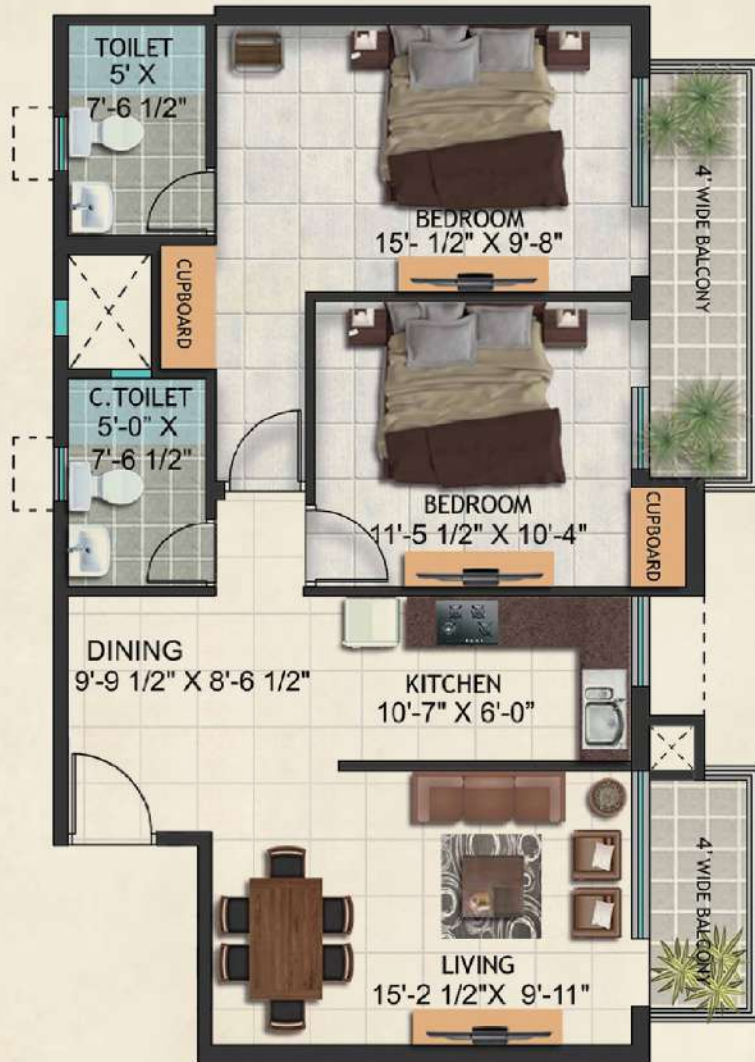 TOILET
5' X
7'-6 1/2"
BEDROOM
15'- 1/2" X 9'-8"
4' WIDE BALCONY
CUPBOARD
C.TOILET
5'-0" X
7'-6 1/2"
BEDROOM
11'-5 1/2" X 10'-4"
CUPBOARD
DINING
9'-9 1/2" X 8'-6 1/2"
KITCHEN
10'-7" X 6'-0"
4' WIDE BALCONY
LIVING
15'-2 1/2"X 9'-11"